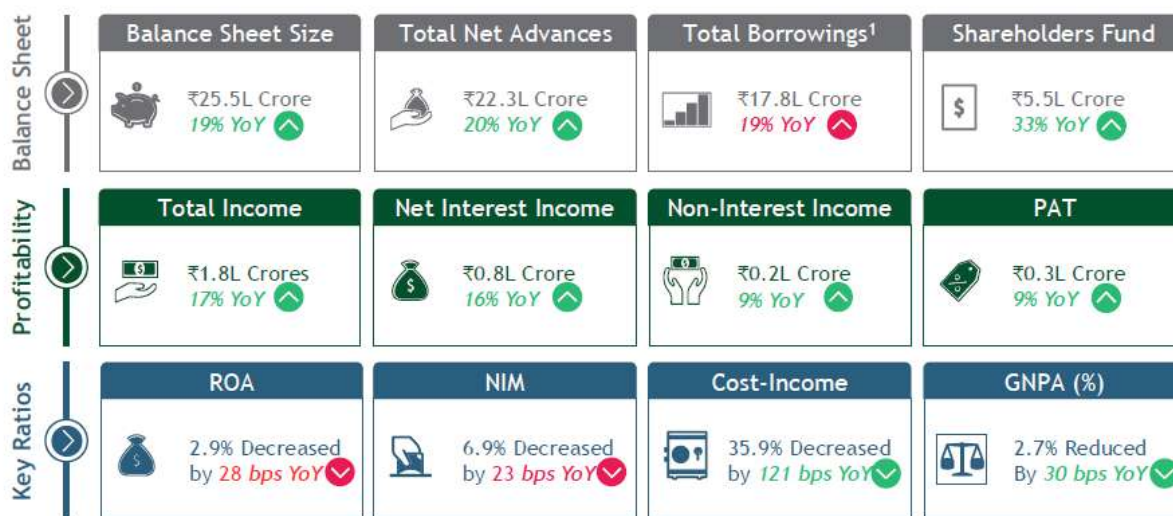 Balance Sheet
Balance Sheet Size
₹25.5L Crore
19% YoY
Total Net Advances
₹22.3L Crore
20% YoY
Total Borrowings¹
₹17.8L Crore
19% YoY
Shareholders Fund
$
₹5.5L Crore
33% YoY
Profitability
Total Income
$
₹1.8L Crores
17% YoY
Net Interest Income
$
₹0.8L Crore
16% YoY
Non-Interest Income
$
₹0.2L Crore
9% YoY
PAT
%
₹0.3L Crore
9% YoY
Key Ratios
ROA
$
2.9% Decreased
by 28 bps YoY
NIM
6.9% Decreased
by 23 bps YoY
Cost-Income
35.9% Decreased
by 121 bps YoY
GNPA (%)
2.7% Reduced
By 30 bps YoY